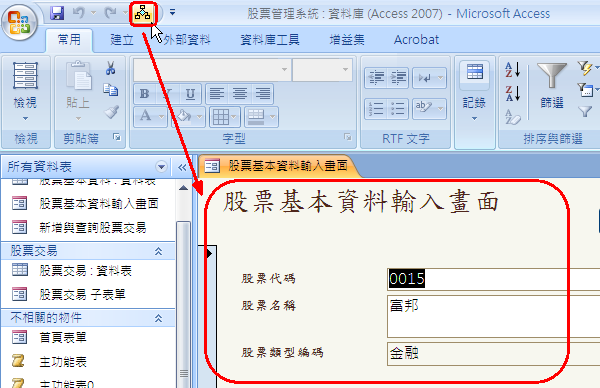 股票管理系統 : 資料庫 (Access 2007) - Microsoft Access
常用 建立 外部資料 資料庫工具 增益集 Acrobat
檢視 貼上 B I U A ab 記錄 A Z Z A 篩選
檢視 剪貼簿 字型 RTF 文字 排序與篩選
所有資料表
股票基本資料輸入畫面
股票基本資料 : 資料表
股票基本資料輸入畫面
新增與查詢股票交易
股票交易
股票交易 : 資料表
股票交易 子表單
不相關的物件
首頁表單
主功能表
主功能表0
股票基本資料輸入畫面
股票代碼 0015
股票名稱 富邦
股票類型編碼 金融